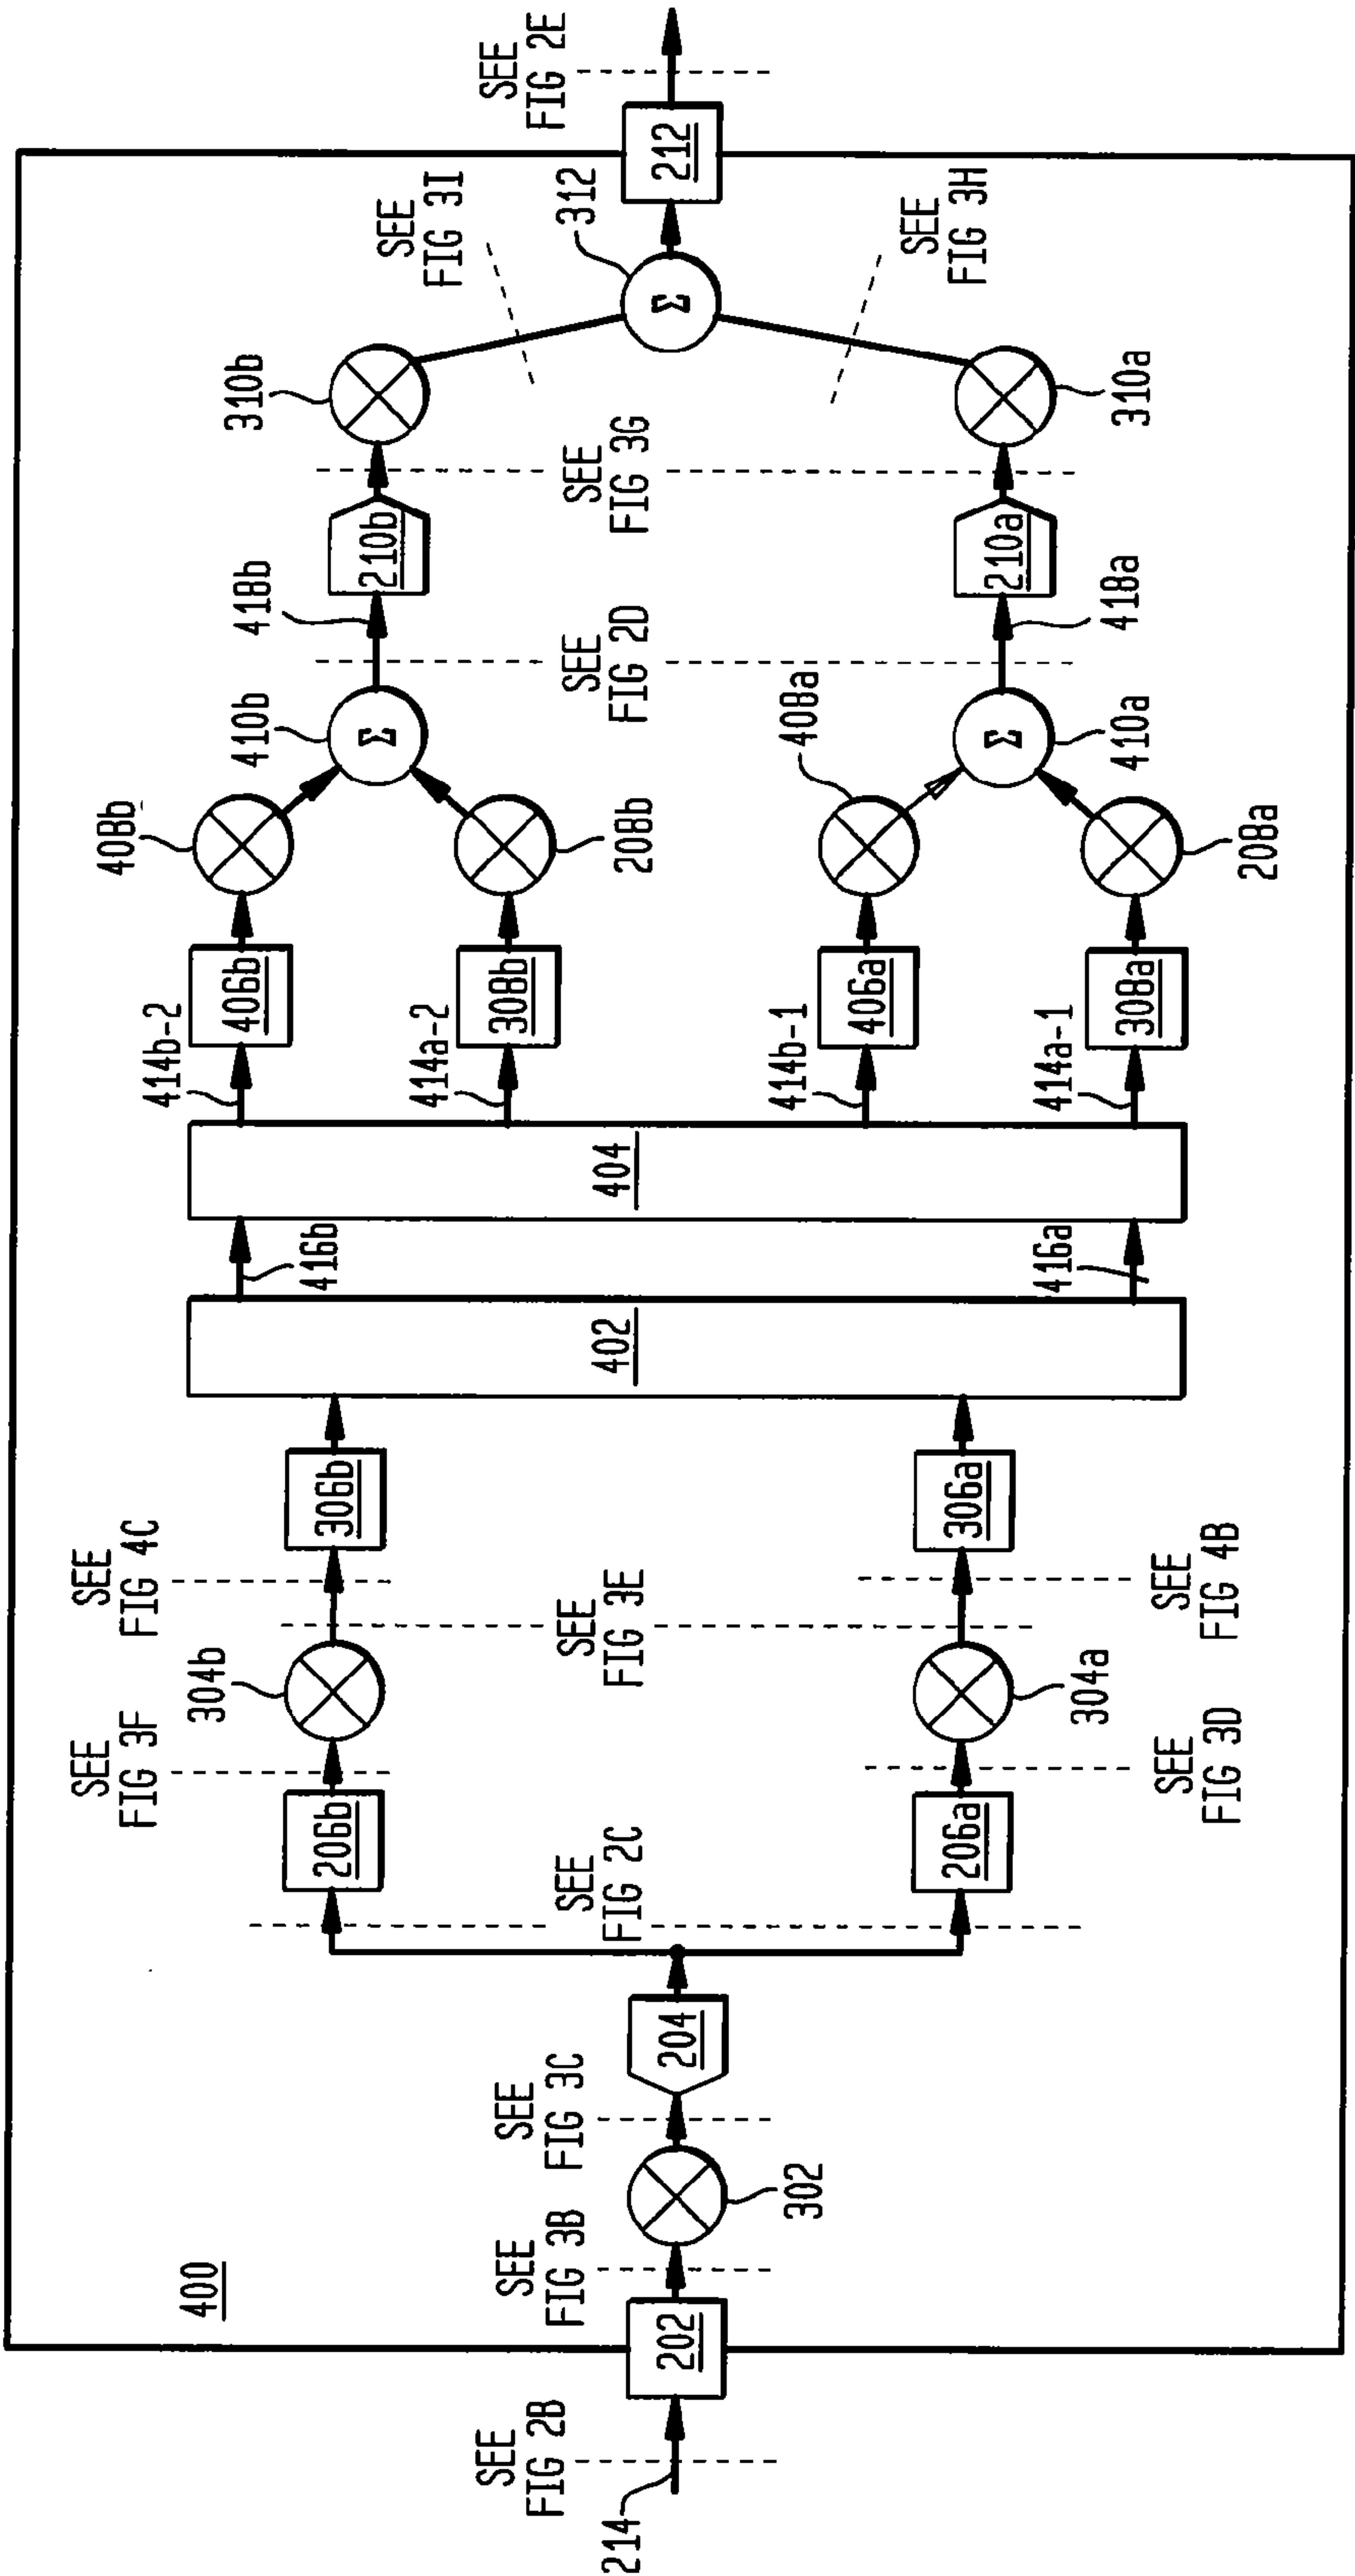 400
SEE
FIG 2B
214
202
SEE
FIG 3B
302
SEE
FIG 3C
204
SEE
FIG 2C
206b
206a
SEE
FIG 3F
SEE
FIG 3D
304b
304a
SEE
FIG 3E
SEE
FIG 4C
SEE
FIG 4B
306b
306a
402
416b
416a
404
414b-2
414a-2
414b-1
414a-1
406b
308b
406a
308a
408b
208b
408a
208a
410b
Σ
Σ
410a
SEE
FIG 2D
418b
418a
210b
210a
SEE
FIG 3G
310b
310a
SEE
FIG 3I
SEE
FIG 3H
312
Σ
212
SEE
FIG 2E